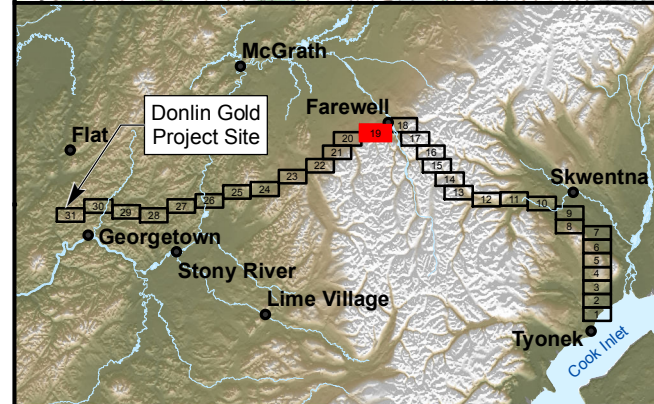 McGrath
Donlin Gold
Project Site
Farewell
Flat
18
19
20
17
21
16
22
15
23
14
24
13
25
12
11
10
26
27
28
29
30
31
Skwentna
9
8
7
6
5
4
3
2
1
Georgetown
Stony River
Lime Village
Tyonek
Cook Inlet